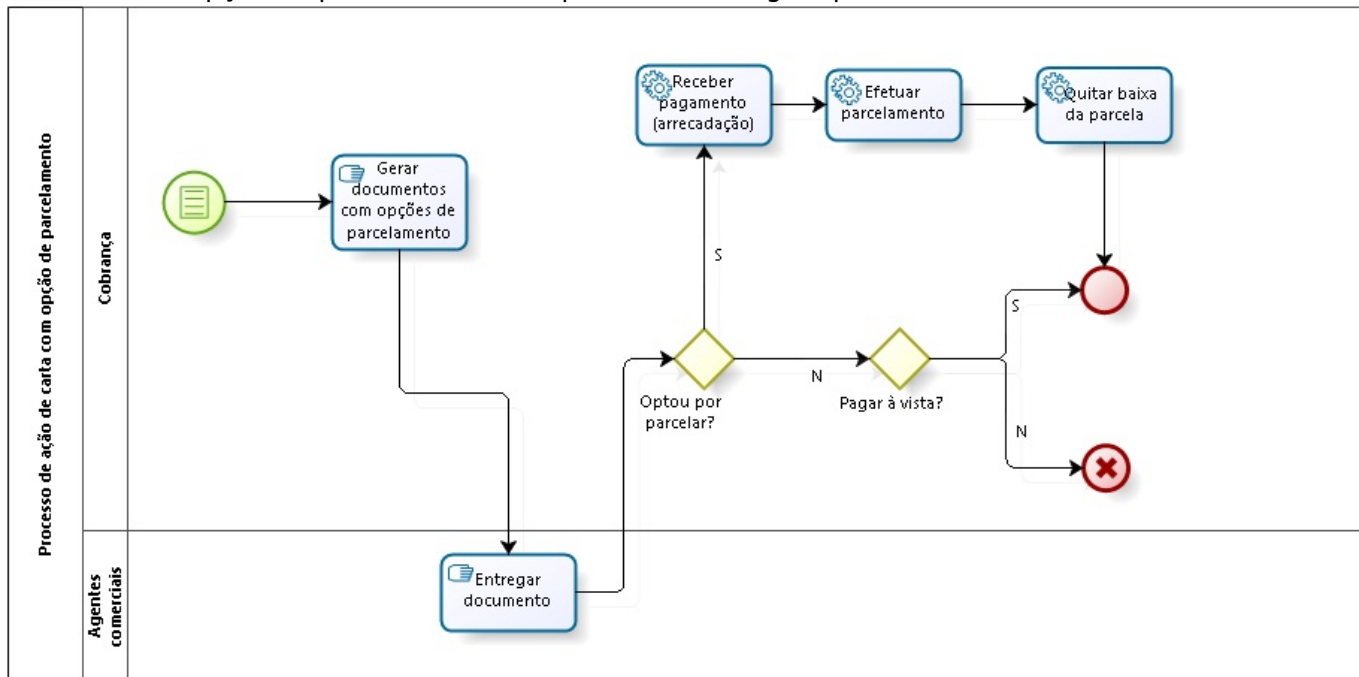 Processo de ação de carta com opção de parcelamento
Cobrança
Gerar
documentos
com opções de
parcelamento
Receber
pagamento
(arrecadação)
Efetuar
parcelamento
Quitar baixa
da parcela
S
Optou por
parcelar?
N
Pagar à vista?
S
N
Agentes
comerciais
Entregar
documento